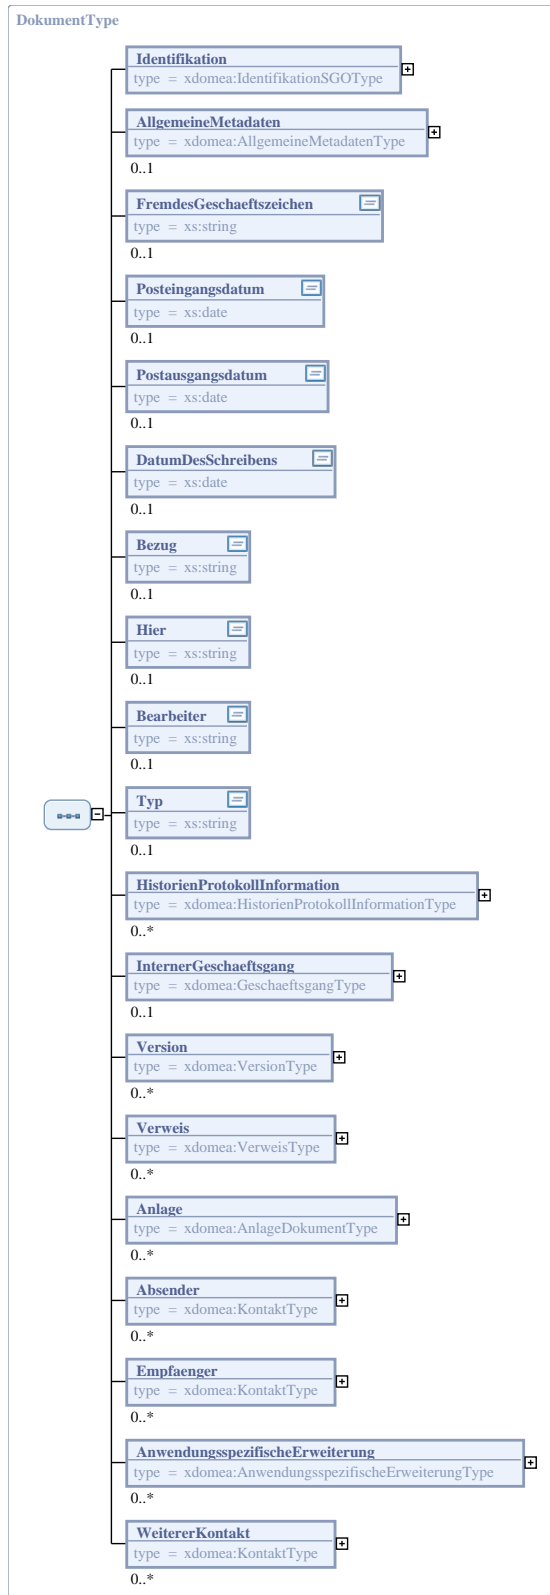 DokumentType
Identifikation
type = xdomea:IdentifikationSGOType
AllgemeineMetadaten
type = xdomea:AllgemeineMetadatenType
0..1
FremdesGeschaeftszeichen
type = xs:string
0..1
Posteingangsdatum
type = xs:date
0..1
Postausgangsdatum
type = xs:date
0..1
DatumDesSchreibens
type = xs:date
0..1
Bezug
type = xs:string
0..1
Hier
type = xs:string
0..1
Bearbeiter
type = xs:string
0..1
Typ
type = xs:string
0..1
HistorienProtokollInformation
type = xdomea:HistorienProtokollInformationType
0..*
InternerGeschaeftsgang
type = xdomea:GeschaeftsgangType
0..1
Version
type = xdomea:VersionType
0..*
Verweis
type = xdomea:VerweisType
0..*
Anlage
type = xdomea:AnlageDokumentType
0..*
Absender
type = xdomea:KontaktType
0..*
Empfaenger
type = xdomea:KontaktType
0..*
AnwendungsspezifischeErweiterung
type = xdomea:AnwendungsspezifischeErweiterungType
0..*
WeitererKontakt
type = xdomea:KontaktType
0..*